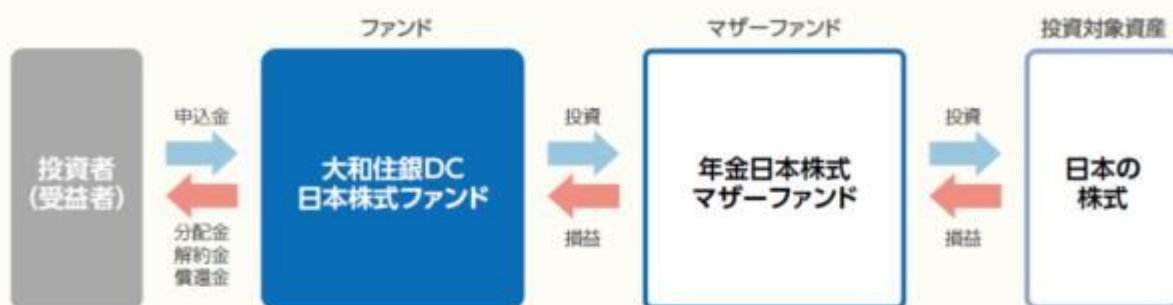 ファンド
マザーファンド
投資対象資産
投資者
(受益者)
申込金
分配金
解約金
償還金
大和住銀DC
日本株式ファンド
投資
損益
年金日本株式
マザーファンド
投資
損益
日本の
株式